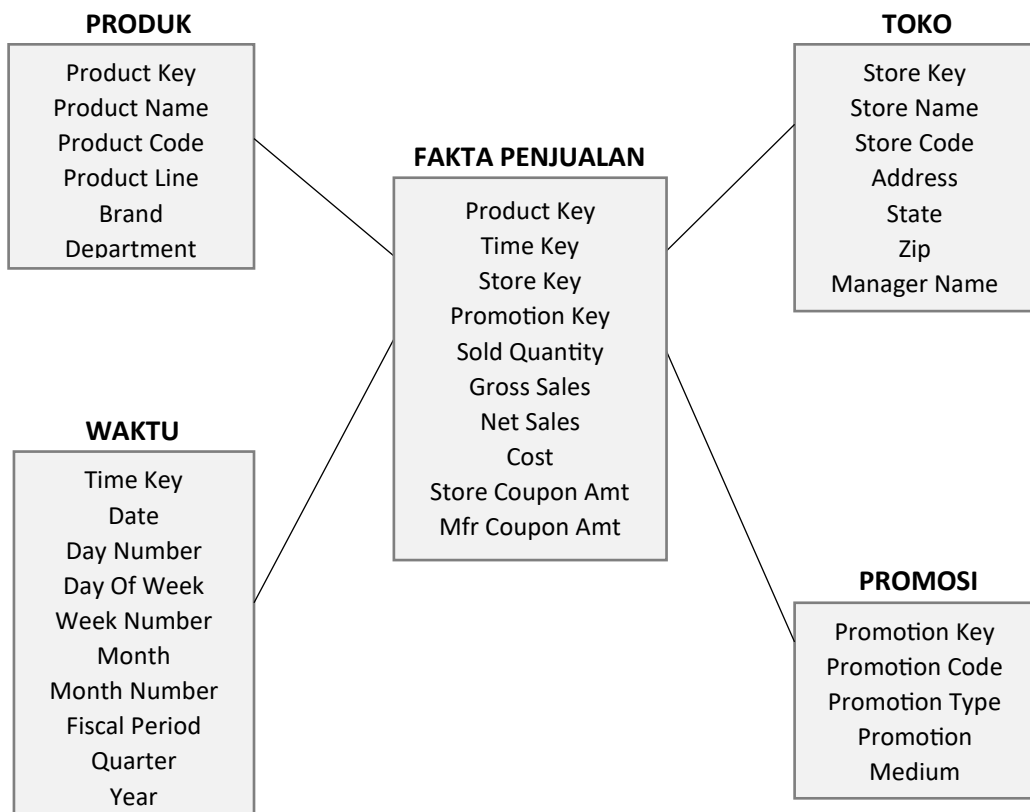 PRODUK
Product Key
Product Name
Product Code
Product Line
Brand
Department
TOKO
Store Key
Store Name
Store Code
Address
State
Zip
Manager Name
FAKTA PENJUALAN
Product Key
Time Key
Store Key
Promotion Key
Sold Quantity
Gross Sales
Net Sales
Cost
Store Coupon Amt
Mfr Coupon Amt
WAKTU
Time Key
Date
Day Number
Day Of Week
Week Number
Month
Month Number
Fiscal Period
Quarter
Year
PROMOSI
Promotion Key
Promotion Code
Promotion Type
Promotion
Medium